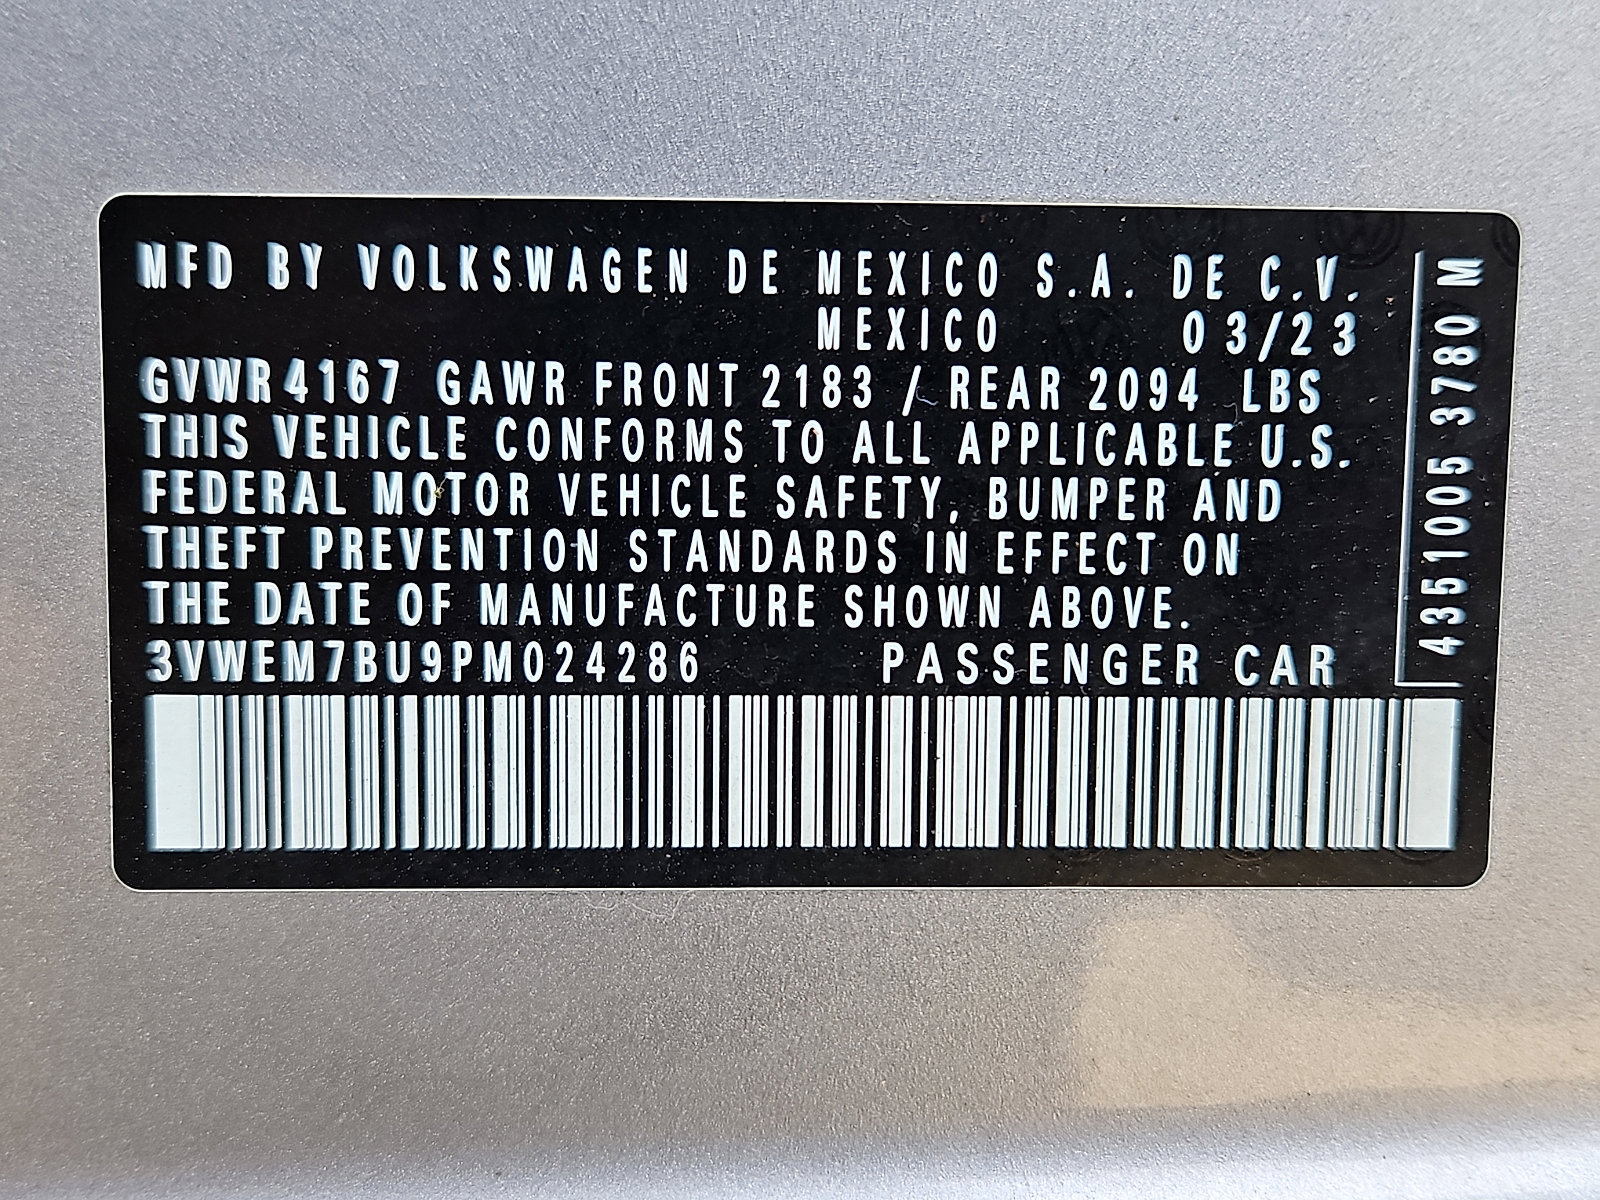 MFD BY VOLKSWAGEN DE MEXICO S.A. DE C.V.
MEXICO 03/23
GVWR 4167 GAWR FRONT 2183 / REAR 2094 LBS
THIS VEHICLE CONFORMS TO ALL APPLICABLE U.S.
FEDERAL MOTOR VEHICLE SAFETY, BUMPER AND
THEFT PREVENTION STANDARDS IN EFFECT ON
THE DATE OF MANUFACTURE SHOWN ABOVE.
3VWEM7BU9PM024286 PASSENGER CAR
4351005 3780 M